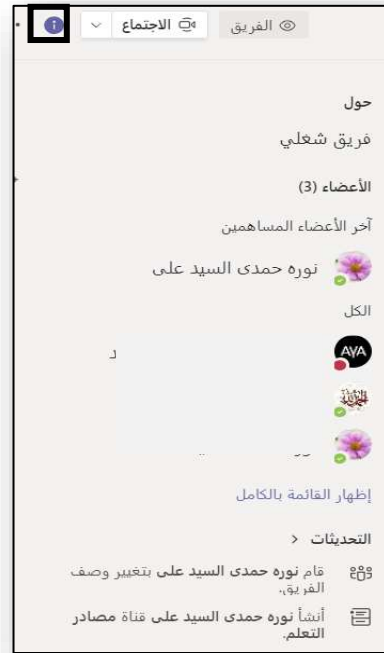 الفريق الاجتماع
حول
فريق شغلي
الأعضاء (3)
آخر الأعضاء المساهمين
نوره حمدى السيد على
الكل
AYA
إظهار القائمة بالكامل
التحديثات
قام نوره حمدى السيد على بتغيير وصف
الفريق.
أنشأ نوره حمدى السيد على قناة مصادر
التعلم.